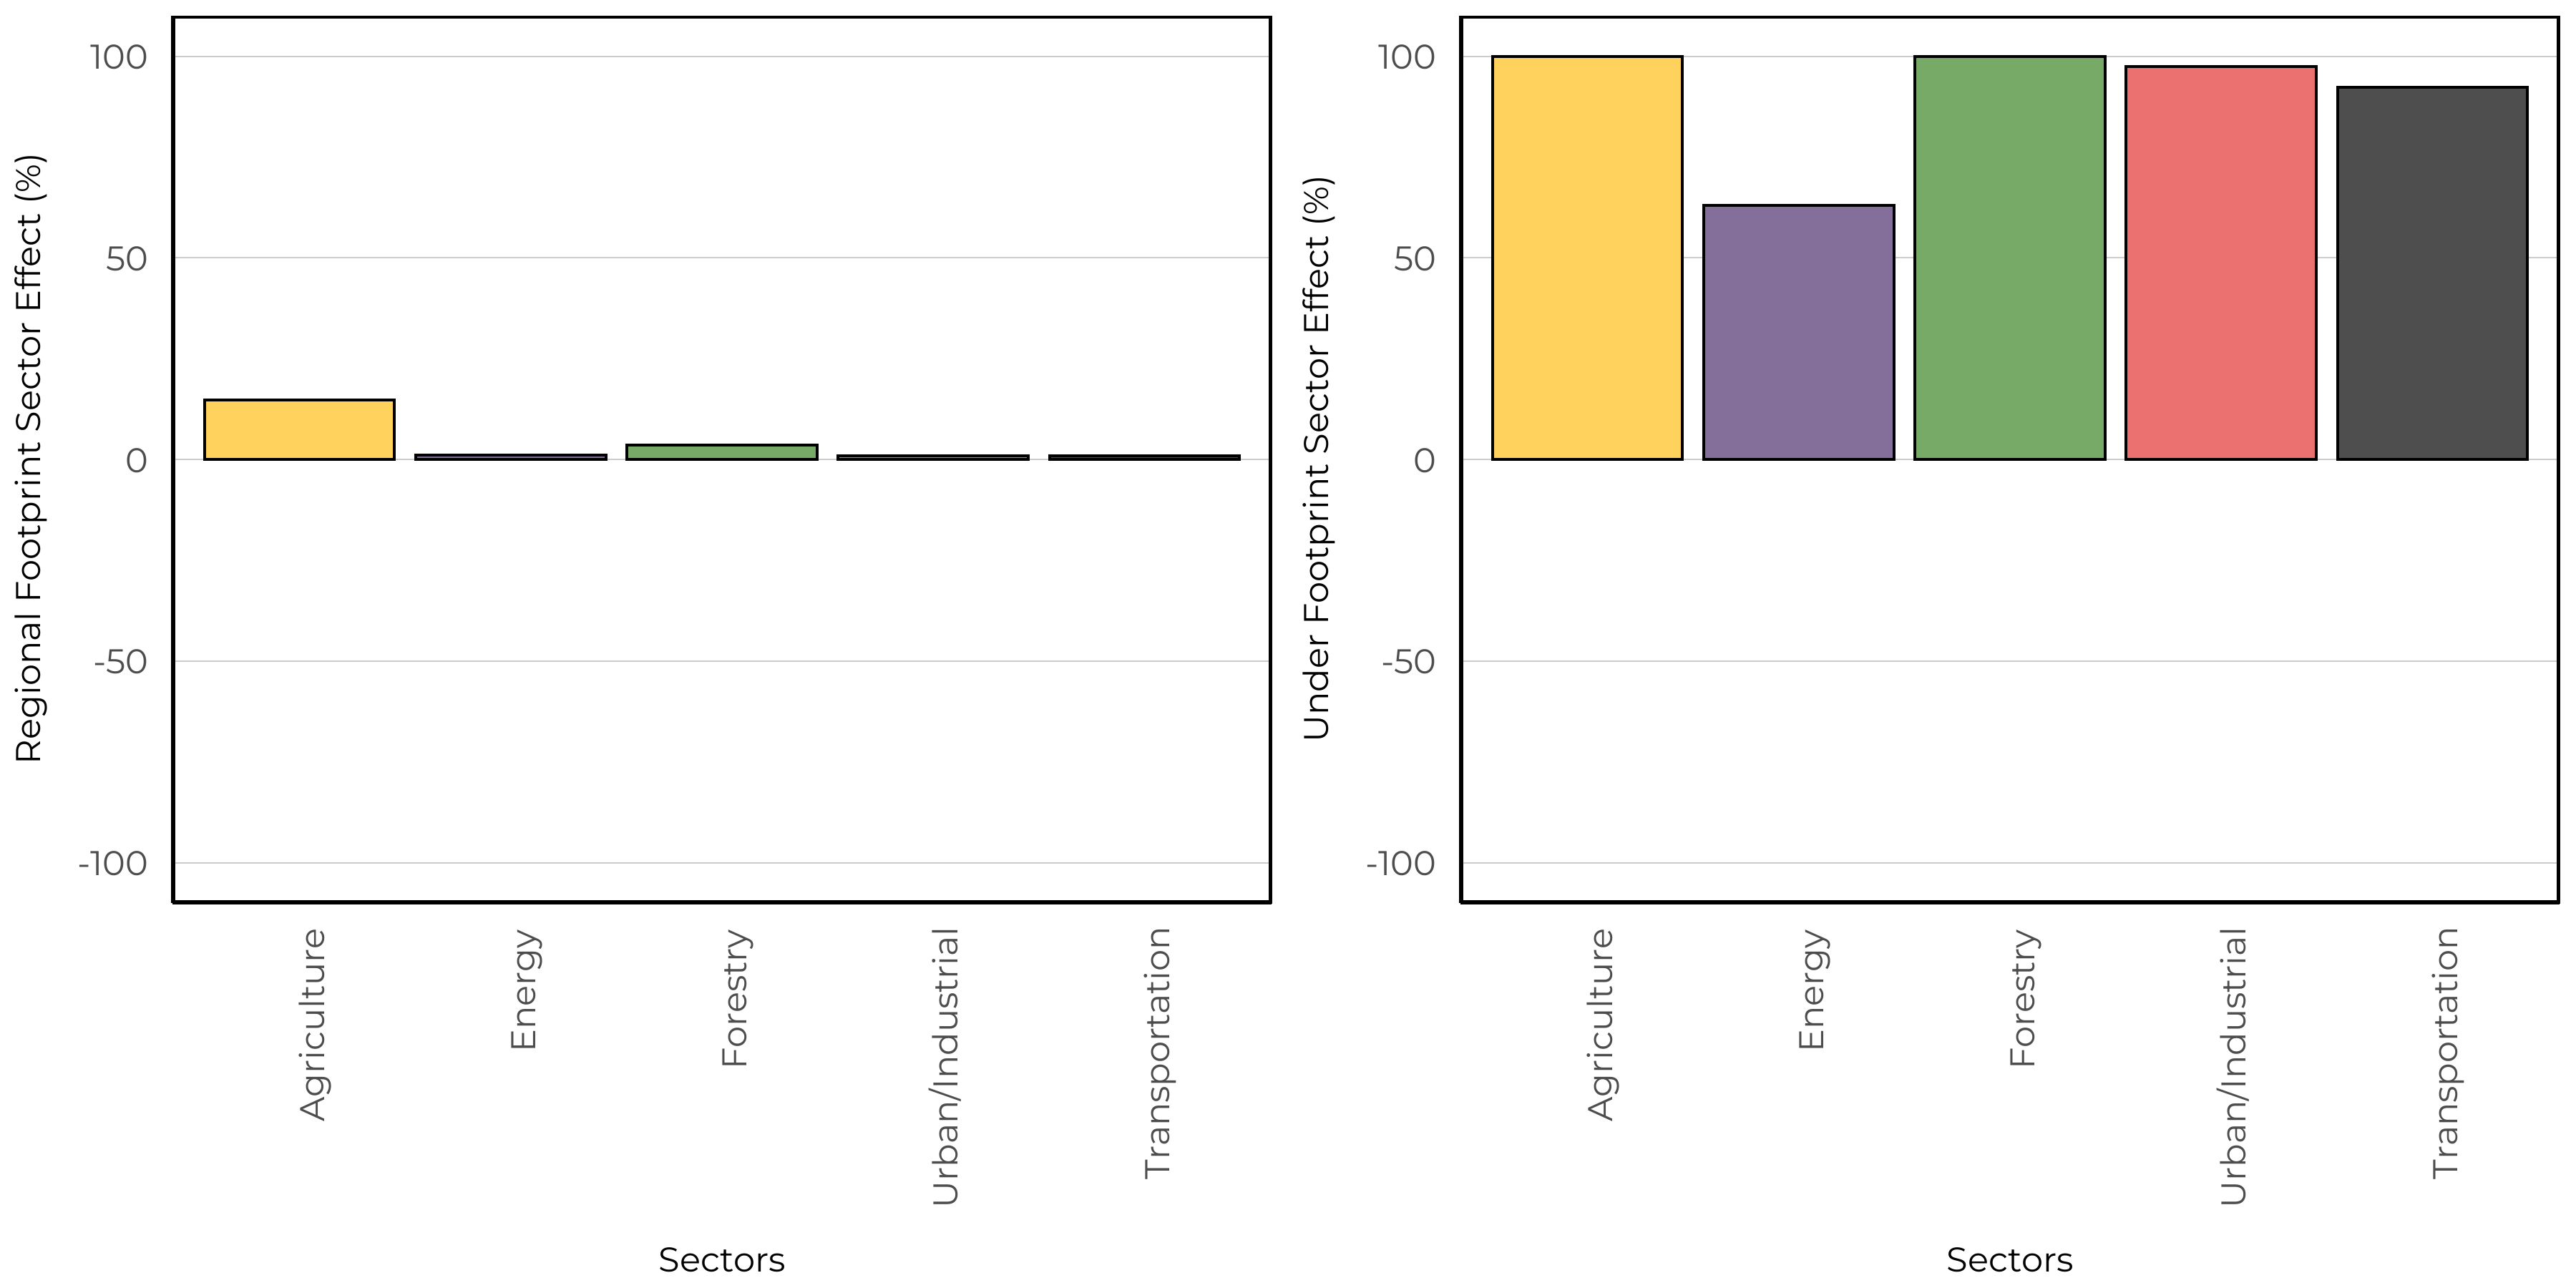 Regional Footprint Sector Effect (%)
100
50
0
-50
-100
Agriculture
Energy
Forestry
Urban/Industrial
Transportation
Sectors
Under Footprint Sector Effect (%)
100
50
0
-50
-100
Agriculture
Energy
Forestry
Urban/Industrial
Transportation
Sectors